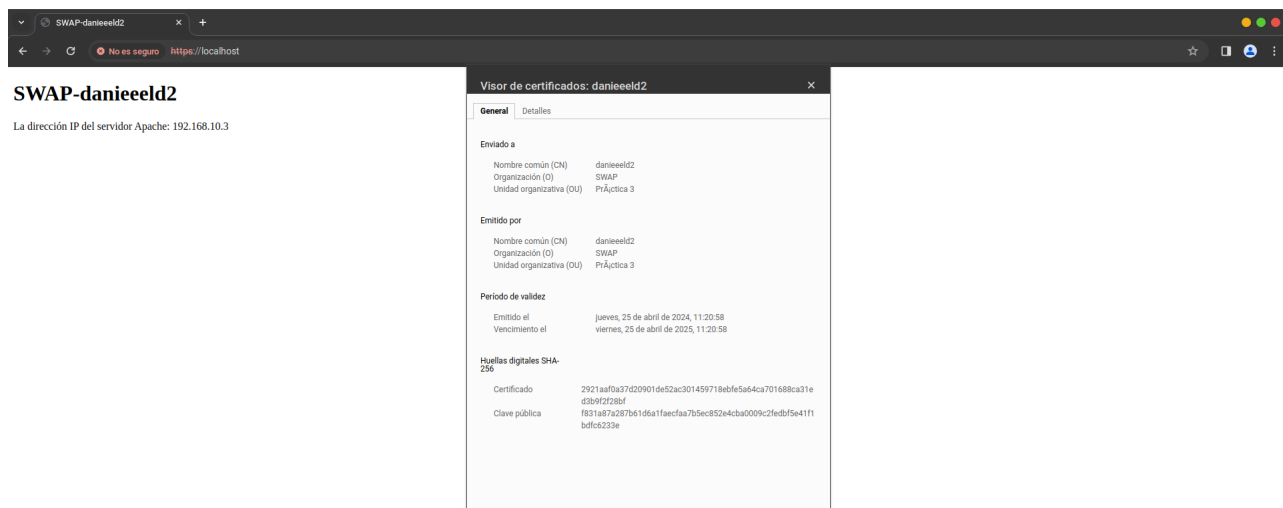 SWAP-danieeeld2
No es seguro https://localhost
SWAP-danieeeld2
La dirección IP del servidor Apache: 192.168.10.3
Visor de certificados: danieeeld2
General Detalles
Enviado a
Nombre común (CN) danieeeld2
Organización (O) SWAP
Unidad organizativa (OU) PrÃ¡ctica 3
Emitido por
Nombre común (CN) danieeeld2
Organización (O) SWAP
Unidad organizativa (OU) PrÃ¡ctica 3
Período de validez
Emitido el jueves, 25 de abril de 2024, 11:20:58
Vencimiento el viernes, 25 de abril de 2025, 11:20:58
Huellas digitales SHA-
256
Certificado 2921aaf0a37d20901de52ac301459718ebfe5a64ca701688ca31e
d3b9f2f28bf
Clave pública f831a87a287b61d6a1faecfaa7b5ec852e4cba0009c2fedbf5e41f1
bdfc6233e